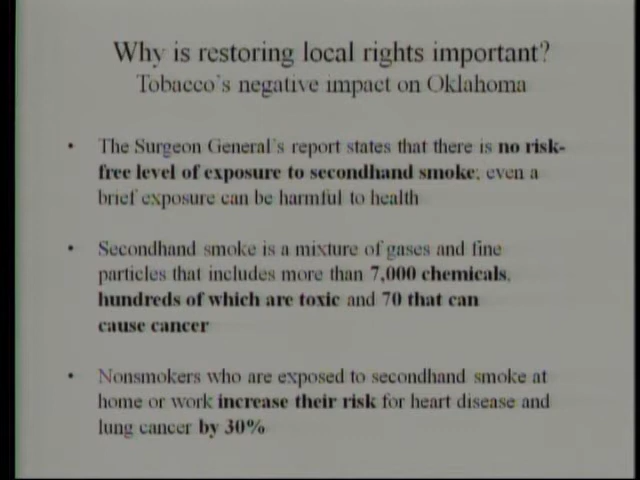 Why is restoring local rights important?
Tobacco's negative impact on Oklahoma
• The Surgeon General's report states that there is no risk-
free level of exposure to secondhand smoke; even a
brief exposure can be harmful to health
• Secondhand smoke is a mixture of gases and fine
particles that includes more than 7,000 chemicals,
hundreds of which are toxic and 70 that can
cause cancer
• Nonsmokers who are exposed to secondhand smoke at
home or work increase their risk for heart disease and
lung cancer by 30%